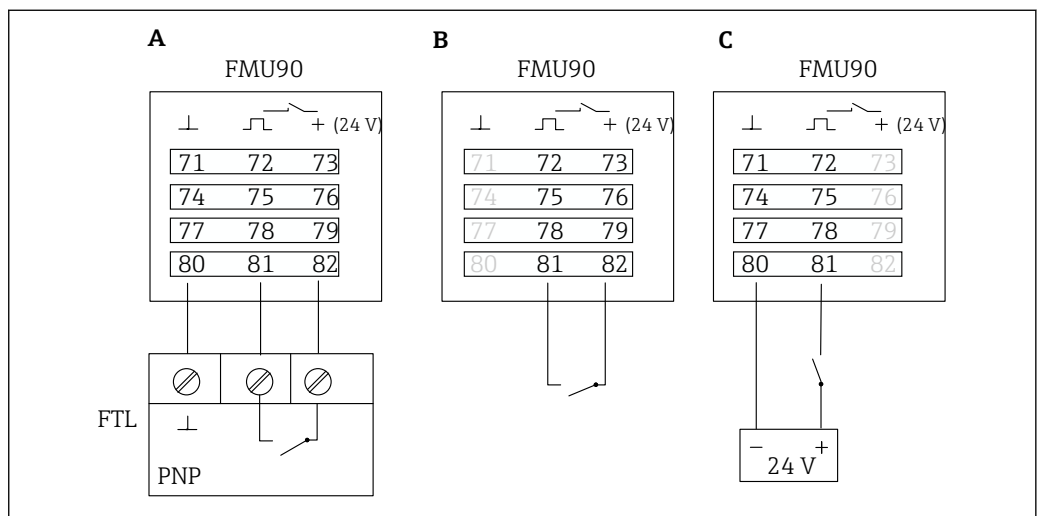 A
FMU90
+ (24 V)
71 72 73
74 75 76
77 78 79
80 81 82
FTL
PNP
B
FMU90
+ (24 V)
71 72 73
74 75 76
77 78 79
80 81 82
C
FMU90
+ (24 V)
71 72 73
74 75 76
77 78 79
80 81 82
- +
24 V